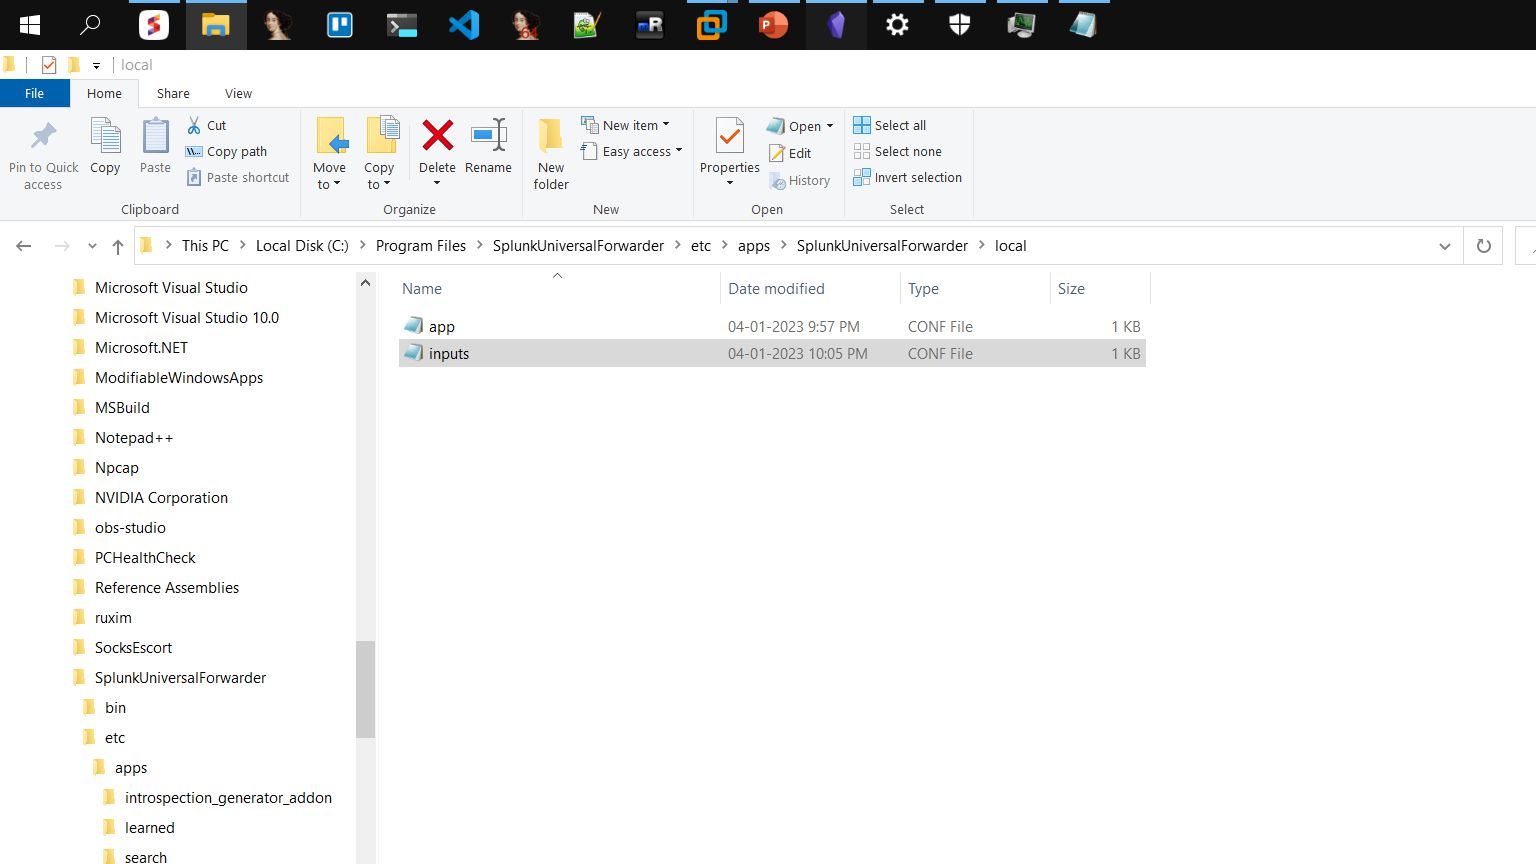 local
File Home Share View
Pin to Quick access
Copy
Paste
Cut
Copy path
Paste shortcut
Clipboard
Move to
Copy to
Delete
Rename
Organize
New folder
New item
Easy access
New
Properties
Open
Edit
History
Open
Select all
Select none
Invert selection
Select
This PC Local Disk (C:) Program Files SplunkUniversalForwarder etc apps SplunkUniversalForwarder local
Microsoft Visual Studio
Microsoft Visual Studio 10.0
Microsoft.NET
ModifiableWindowsApps
MSBuild
Notepad++
Npcap
NVIDIA Corporation
obs-studio
PCHealthCheck
Reference Assemblies
ruxim
SocksEscort
SplunkUniversalForwarder
bin
etc
apps
introspection_generator_addon
learned
search
Name Date modified Type Size
app 04-01-2023 9:57 PM CONF File 1 KB
inputs 04-01-2023 10:05 PM CONF File 1 KB